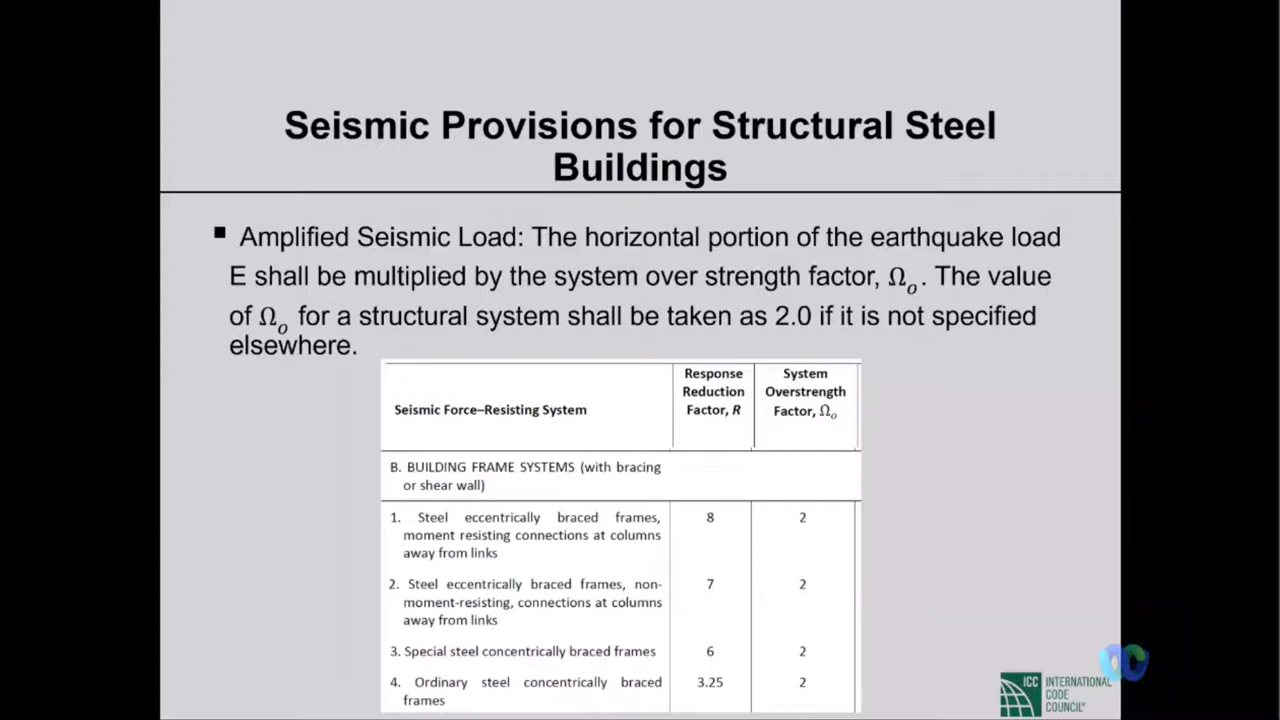 Seismic Provisions for Structural Steel
Buildings
▪ Amplified Seismic Load: The horizontal portion of the earthquake load
E shall be multiplied by the system over strength factor, Ωₒ. The value
of Ωₒ for a structural system shall be taken as 2.0 if it is not specified
elsewhere.
Seismic Force–Resisting System
Response
Reduction
Factor, R
System
Overstrength
Factor, Ωₒ
B. BUILDING FRAME SYSTEMS (with bracing
or shear wall)
1. Steel eccentrically braced frames, 8 2
moment resisting connections at columns
away from links
2. Steel eccentrically braced frames, non- 7 2
moment-resisting, connections at columns
away from links
3. Special steel concentrically braced frames 6 2
4. Ordinary steel concentrically braced 3.25 2
frames
ICC INTERNATIONAL
CODE
COUNCIL®